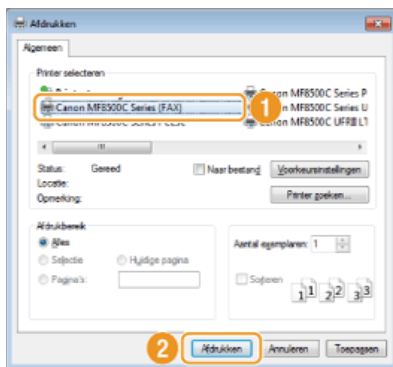 Afdrukken
Algemeen
Printer selecteren
Canon MF8500C Series P
Canon MF8500C Series (FAX)
1
Canon MF8500C Series U
Canon MF8500C UFRII LT
Status: Gereed
Naar bestand
Voorkeursinstellingen
Locatie:
Opmerking:
Printer zoeken...
Afdrukbereik
Alles
Aantal exemplaren: 1
Selectie
Huidige pagina
Pagina's:
Sorteren
1 1 2 2 3 3
2
Afdrukken
Annuleren
Toepassen